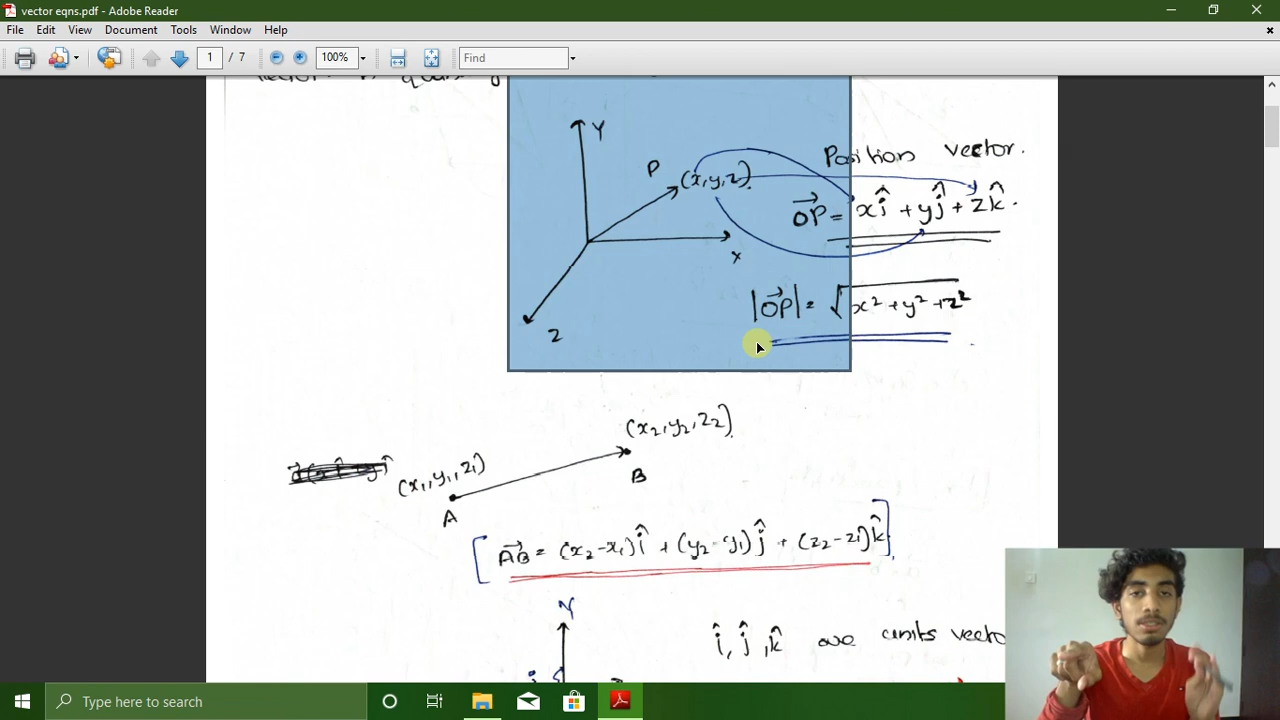 vector eqns.pdf - Adobe Reader
File Edit View Document Tools Window Help
1 / 7 100% Find
Y
Position vector.
P (x,y,z).
OP⃗ = xî + yĵ + zk̂.
X
|OP⃗| = √x² + y² + z²
Z
(x₂,y₂,z₂).
(x₁,y₁,z₁)
B
A
[AB⃗ = (x₂-x₁)î + (y₂-y₁)ĵ + (z₂-z₁)k̂].
Y
î, ĵ, k̂ are units vecto
Type here to search